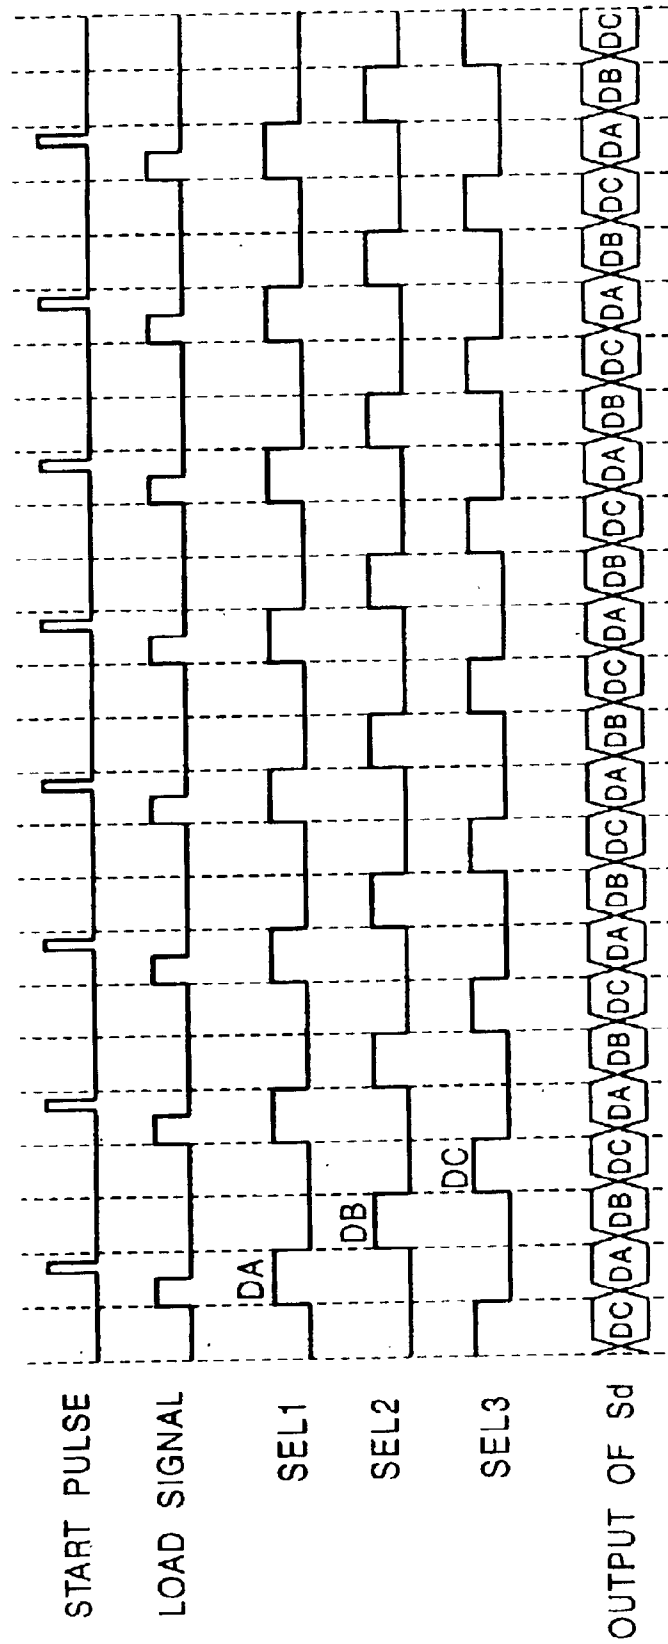 START PULSE
LOAD SIGNAL
SEL1 DA
SEL2 DB
SEL3 DC
OUTPUT OF Sd DC DA DB DC DA DB DC DA DB DC DA DB DC DA DB DC DA DB DC DA DB DC DA DB DC